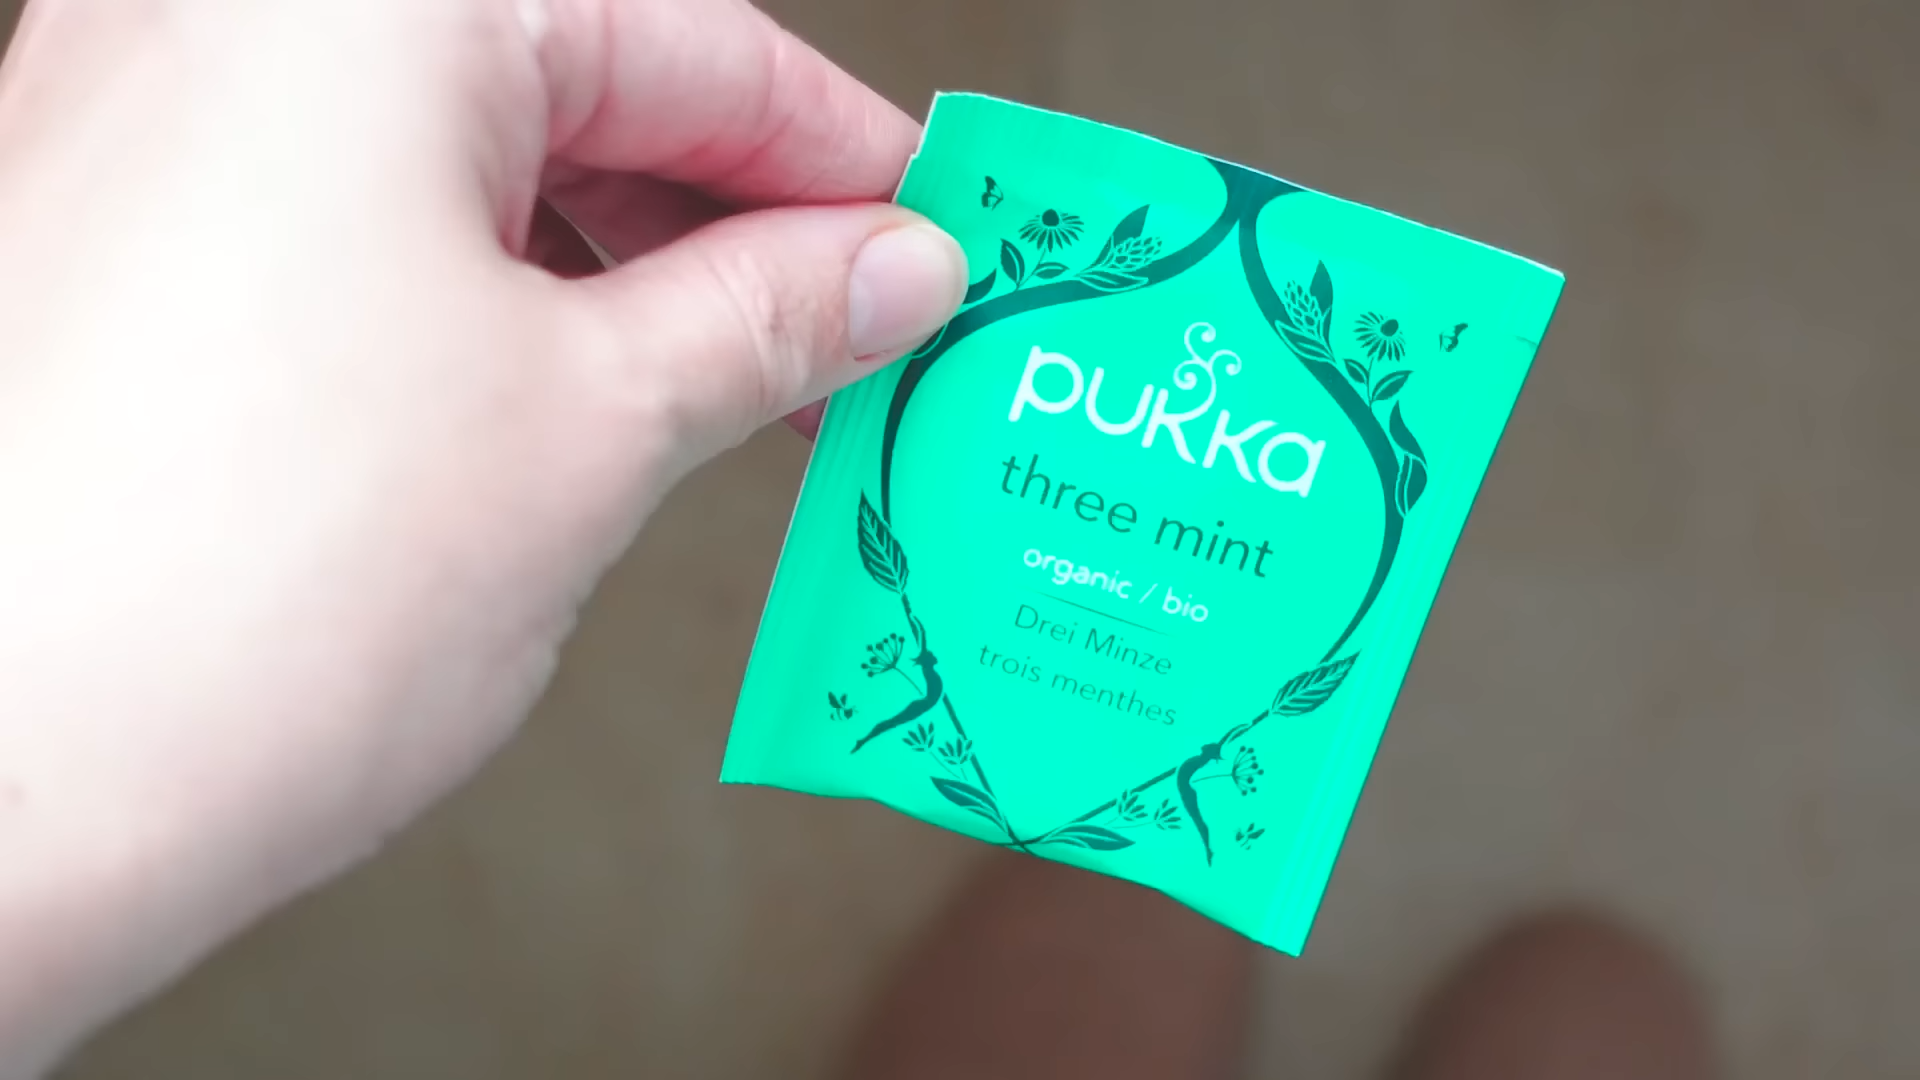 pukka
three mint
organic / bio
Drei Minze
trois menthes